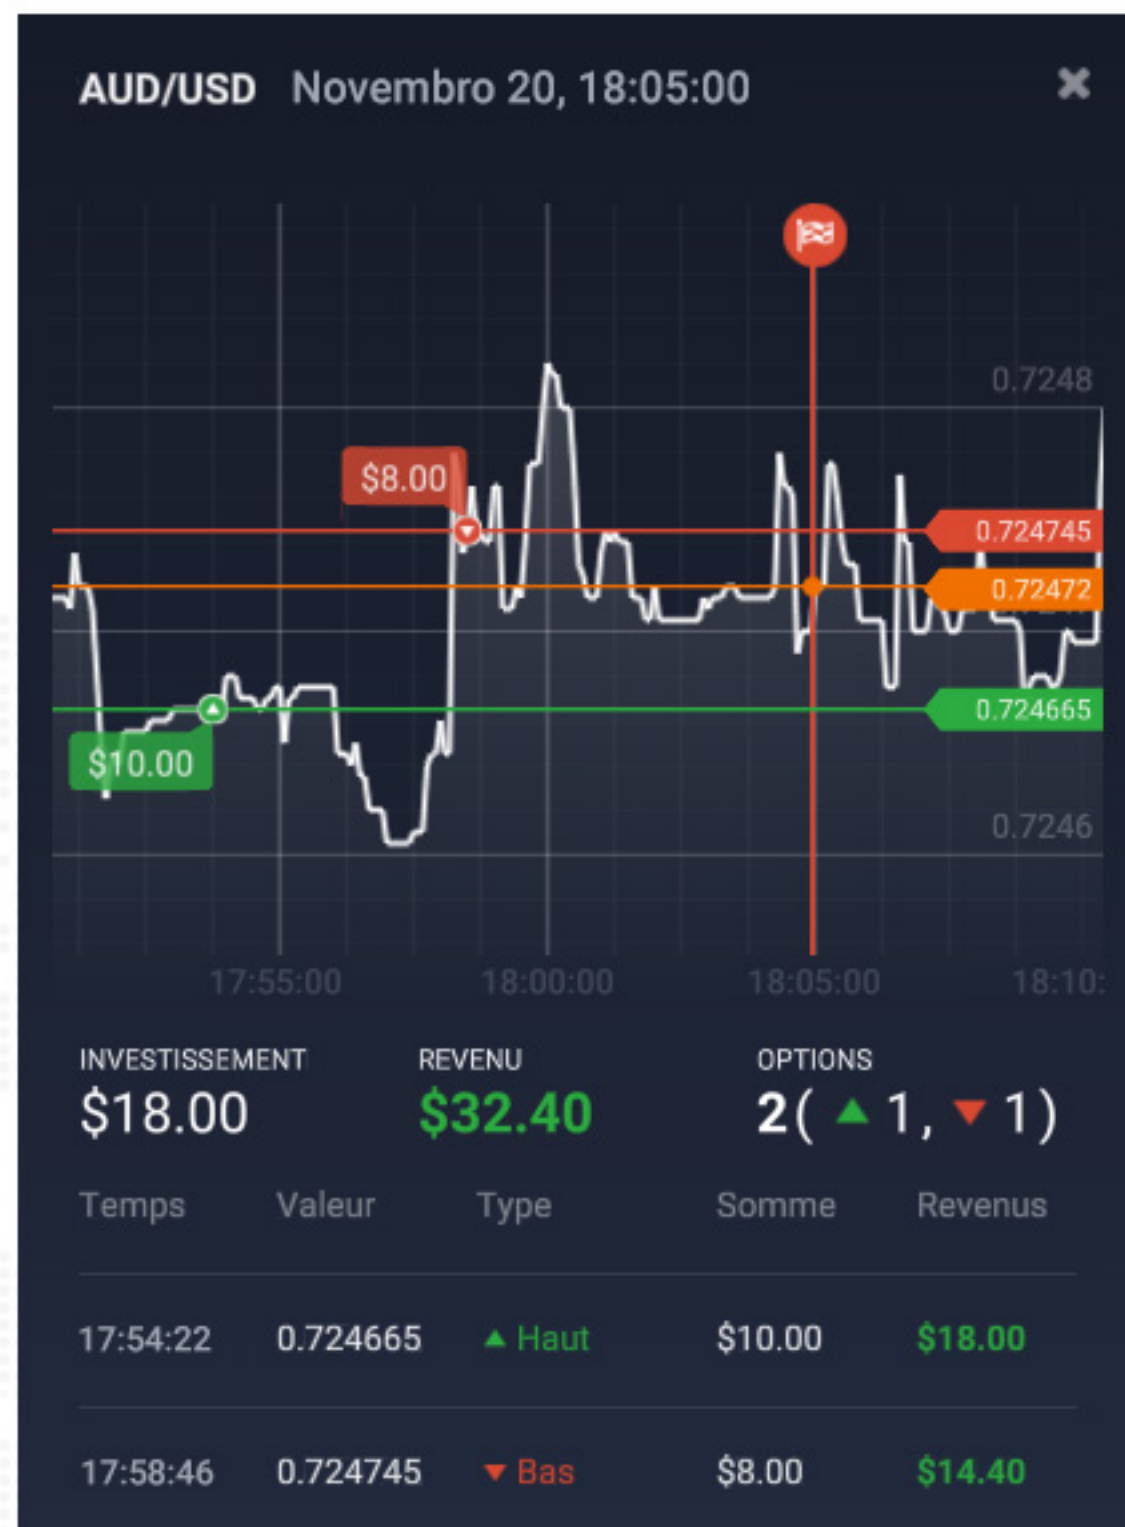 AUD/USD Novembro 20, 18:05:00
0.7248
$8.00
0.724745
0.72472
0.724665
$10.00
0.7246
17:55:00 18:00:00 18:05:00 18:10:
INVESTISSEMENT REVENU OPTIONS
$18.00 $32.40 2( ▲ 1, ▼ 1)
Temps Valeur Type Somme Revenus
17:54:22 0.724665 ▲ Haut $10.00 $18.00
17:58:46 0.724745 ▼ Bas $8.00 $14.40